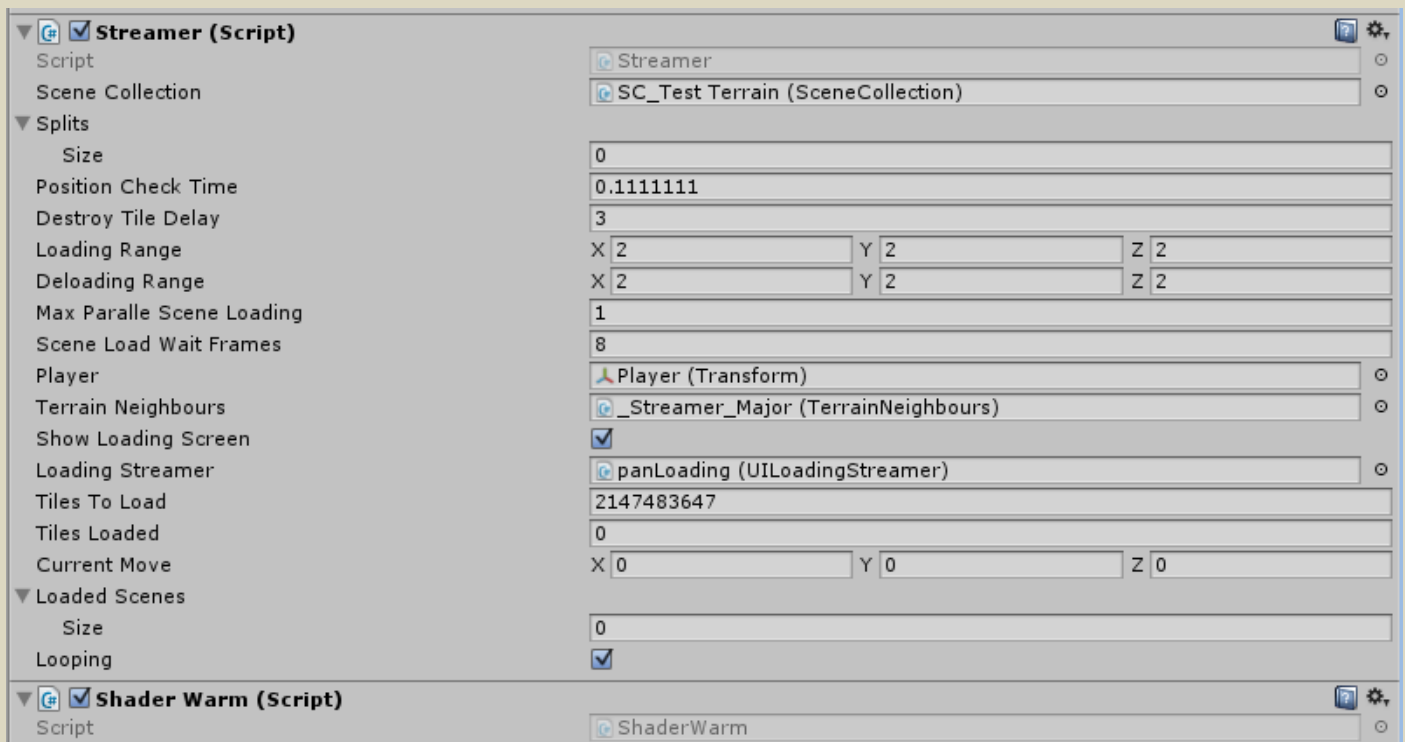 Streamer (Script)
Script Streamer
Scene Collection SC_Test Terrain (SceneCollection)
Splits
Size 0
Position Check Time 0.1111111
Destroy Tile Delay 3
Loading Range X 2 Y 2 Z 2
Deloading Range X 2 Y 2 Z 2
Max Paralle Scene Loading 1
Scene Load Wait Frames 8
Player Player (Transform)
Terrain Neighbours _Streamer_Major (TerrainNeighbours)
Show Loading Screen
Loading Streamer panLoading (UILoadingStreamer)
Tiles To Load 2147483647
Tiles Loaded 0
Current Move X 0 Y 0 Z 0
Loaded Scenes
Size 0
Looping
Shader Warm (Script)
Script ShaderWarm